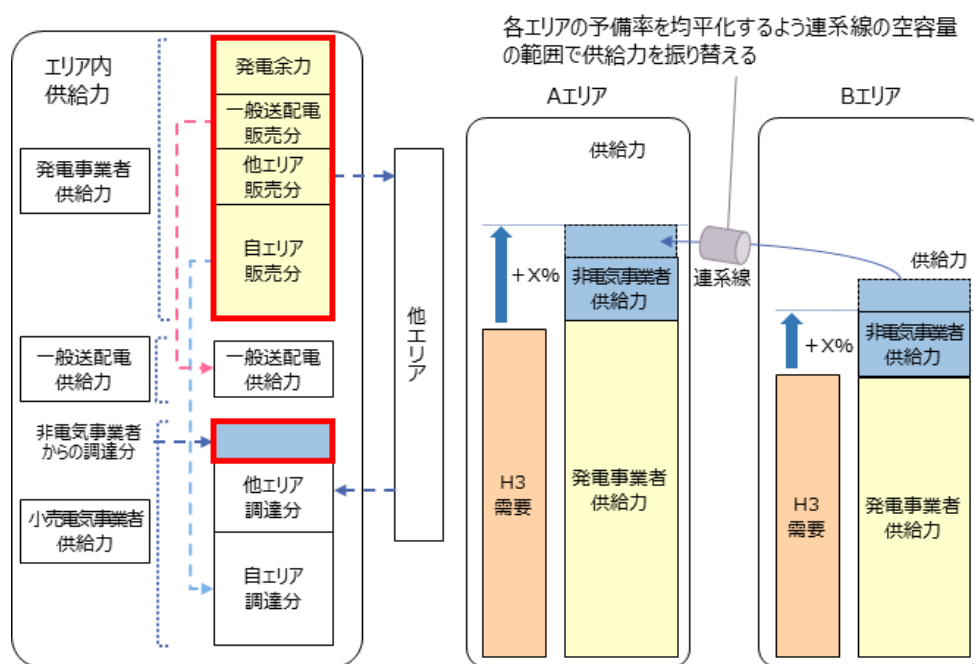 各エリアの予備率を均平化するよう連系線の空容量
の範囲で供給力を振り替える
エリア内
供給力
発電事業者
供給力
一般送配電
供給力
非電気事業者
からの調達分
小売電気事業者
供給力
発電余力
一般送配電
販売分
他エリア
販売分
自エリア
販売分
一般送配電
供給力
他エリア
調達分
自エリア
調達分
他エリア
Aエリア
供給力
+X%
非電気事業者
供給力
H3
需要
発電事業者
供給力
連系線
Bエリア
供給力
+X%
非電気事業者
供給力
H3
需要
発電事業者
供給力